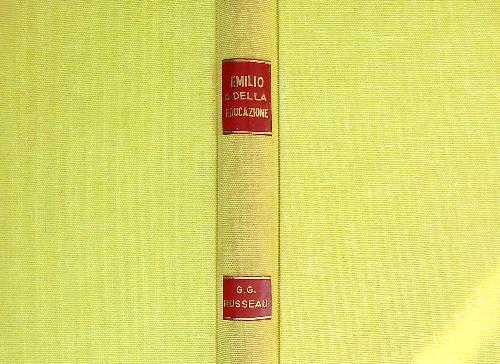 EMILIO
O DELLA
EDUCAZIONE
G.G.
RUSSEAU